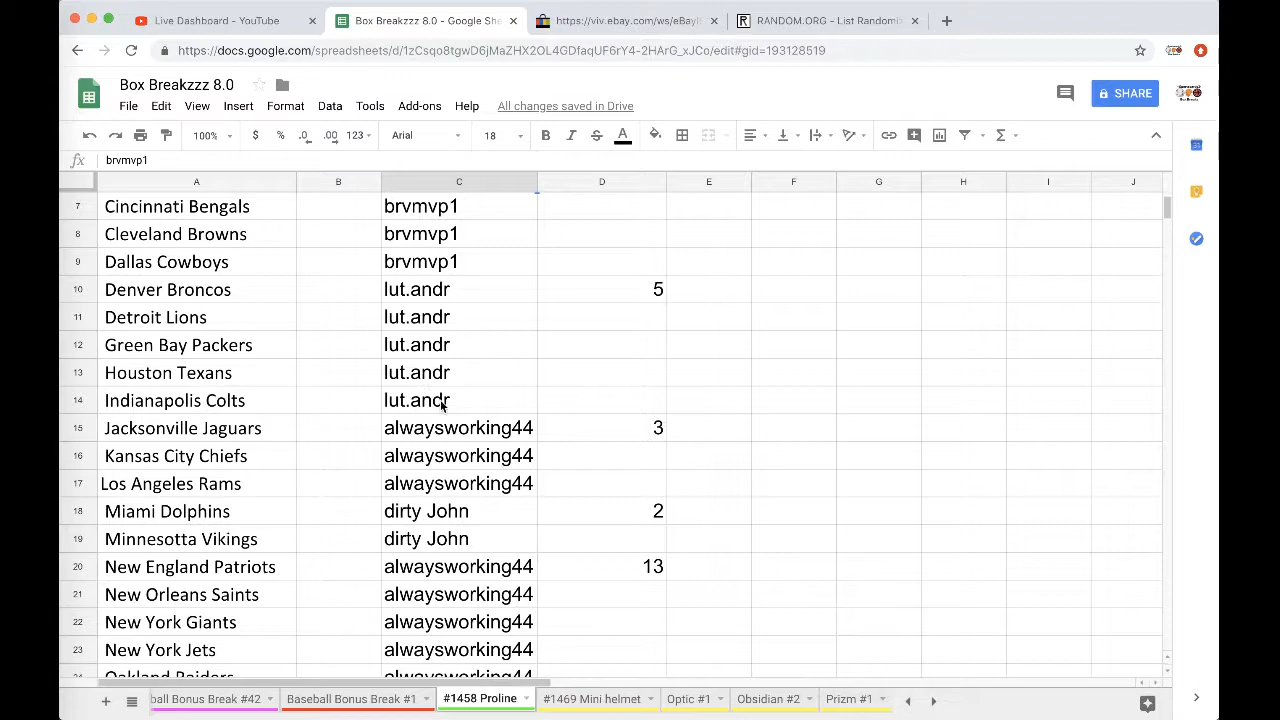 Live Dashboard - YouTube
Box Breakzzz 8.0 - Google She
https://viv.ebay.com/ws/eBayIS
RANDOM.ORG - List Randomiz
https://docs.google.com/spreadsheets/d/1zCsqo8tgwD6jMaZHX2OL4GDfaqUF6rY4-2HArG_xJCo/edit#gid=193128519
Box Breakzzz 8.0
File Edit View Insert Format Data Tools Add-ons Help All changes saved in Drive
SHARE
100% $ % .0 .00 123 Arial 18 B I S A
fx brvmvp1
A B C D E F G H I J
7 Cincinnati Bengals brvmvp1
8 Cleveland Browns brvmvp1
9 Dallas Cowboys brvmvp1
10 Denver Broncos lut.andr 5
11 Detroit Lions lut.andr
12 Green Bay Packers lut.andr
13 Houston Texans lut.andr
14 Indianapolis Colts lut.andr
15 Jacksonville Jaguars alwaysworking44 3
16 Kansas City Chiefs alwaysworking44
17 Los Angeles Rams alwaysworking44
18 Miami Dolphins dirty John 2
19 Minnesotta Vikings dirty John
20 New England Patriots alwaysworking44 13
21 New Orleans Saints alwaysworking44
22 New York Giants alwaysworking44
23 New York Jets alwaysworking44
Oakland Raiders alwaysworking44
ball Bonus Break #42 Baseball Bonus Break #1 #1458 Proline #1469 Mini helmet Optic #1 Obsidian #2 Prizm #1